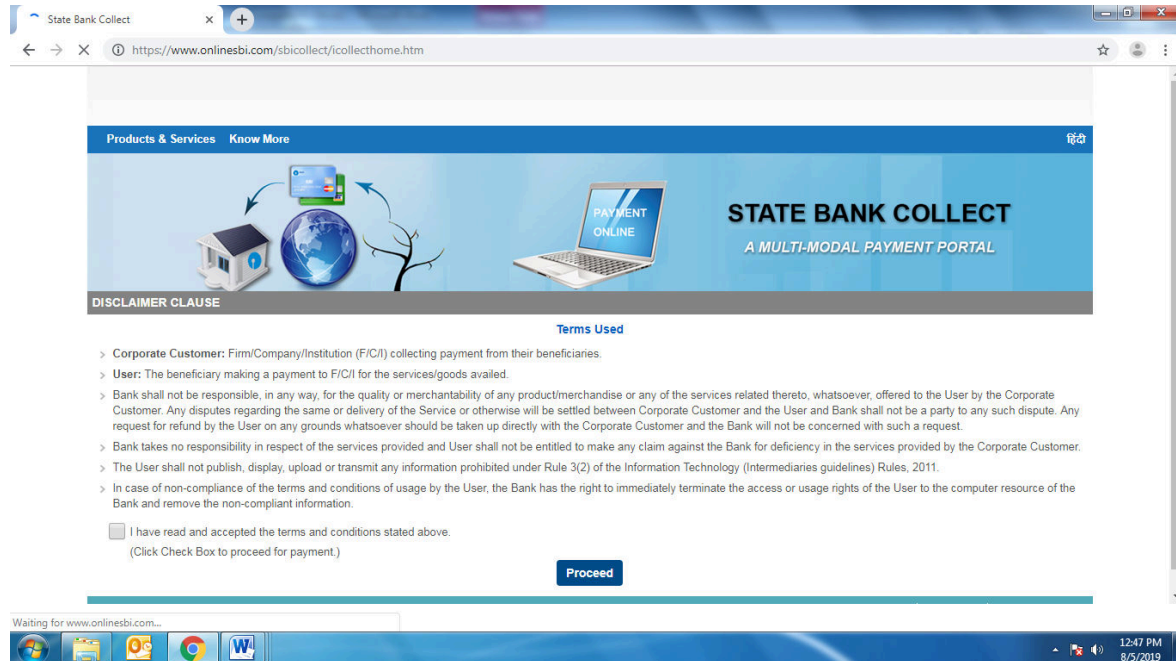 State Bank Collect
https://www.onlinesbi.com/sbicollect/icollecthome.htm
Products & Services Know More हिंदी
PAYMENT
ONLINE
STATE BANK COLLECT
A MULTI-MODAL PAYMENT PORTAL
DISCLAIMER CLAUSE
Terms Used
Corporate Customer: Firm/Company/Institution (F/C/I) collecting payment from their beneficiaries.
User: The beneficiary making a payment to F/C/I for the services/goods availed.
Bank shall not be responsible, in any way, for the quality or merchantability of any product/merchandise or any of the services related thereto, whatsoever, offered to the User by the Corporate
Customer. Any disputes regarding the same or delivery of the Service or otherwise will be settled between Corporate Customer and the User and Bank shall not be a party to any such dispute. Any
request for refund by the User on any grounds whatsoever should be taken up directly with the Corporate Customer and the Bank will not be concerned with such a request.
Bank takes no responsibility in respect of the services provided and User shall not be entitled to make any claim against the Bank for deficiency in the services provided by the Corporate Customer.
The User shall not publish, display, upload or transmit any information prohibited under Rule 3(2) of the Information Technology (Intermediaries guidelines) Rules, 2011.
In case of non-compliance of the terms and conditions of usage by the User, the Bank has the right to immediately terminate the access or usage rights of the User to the computer resource of the
Bank and remove the non-compliant information.
I have read and accepted the terms and conditions stated above.
(Click Check Box to proceed for payment.)
Proceed
Waiting for www.onlinesbi.com...
12:47 PM
8/5/2019